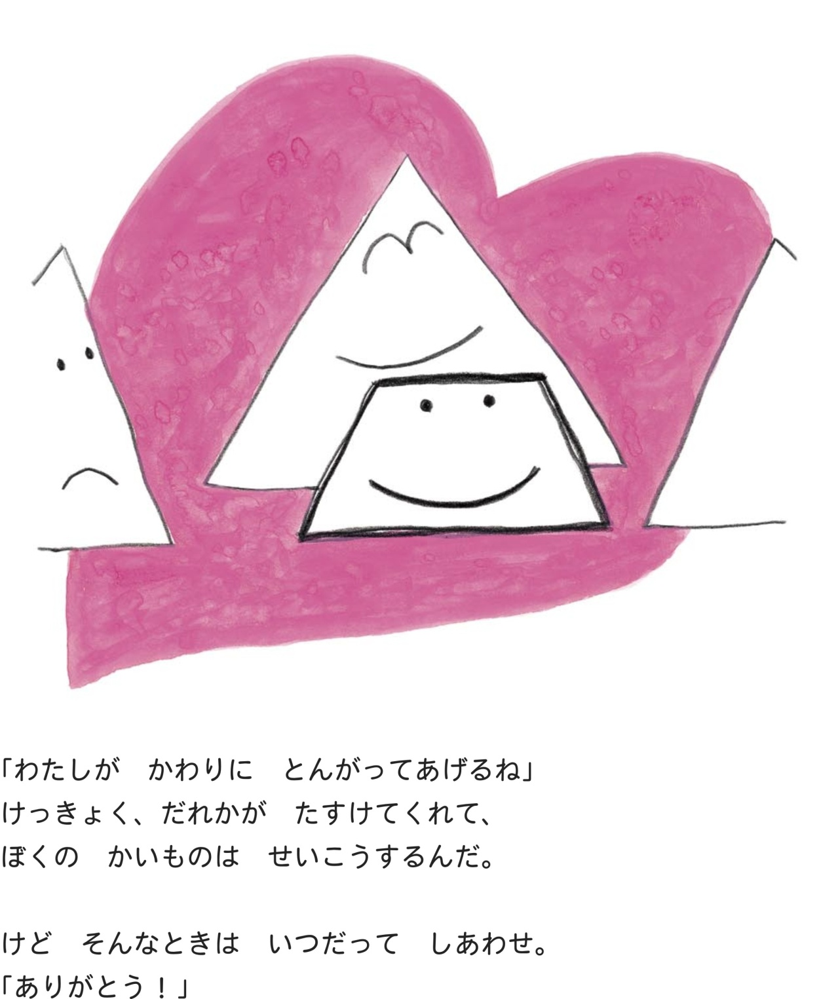 「わたしが　かわりに　とんがってあげるね」
けっきょく、だれかが　たすけてくれて、
ぼくの　かいものは　せいこうするんだ。
けど　そんなときは　いつだって　しあわせ。
「ありがとう！」